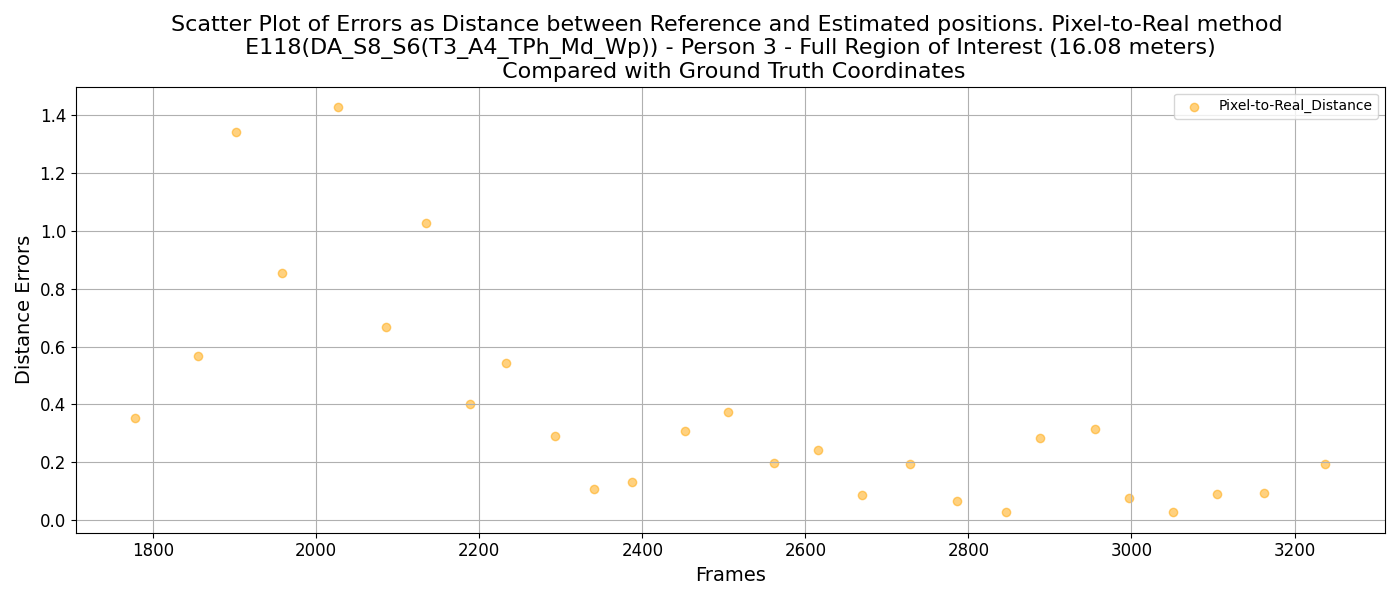 Scatter Plot of Errors as Distance between Reference and Estimated positions. Pixel-to-Real method
E118(DA_S8_S6(T3_A4_TPh_Md_Wp)) - Person 3 - Full Region of Interest (16.08 meters)
Compared with Ground Truth Coordinates
Pixel-to-Real_Distance
Distance Errors
1.4
1.2
1.0
0.8
0.6
0.4
0.2
0.0
1800 2000 2200 2400 2600 2800 3000 3200
Frames